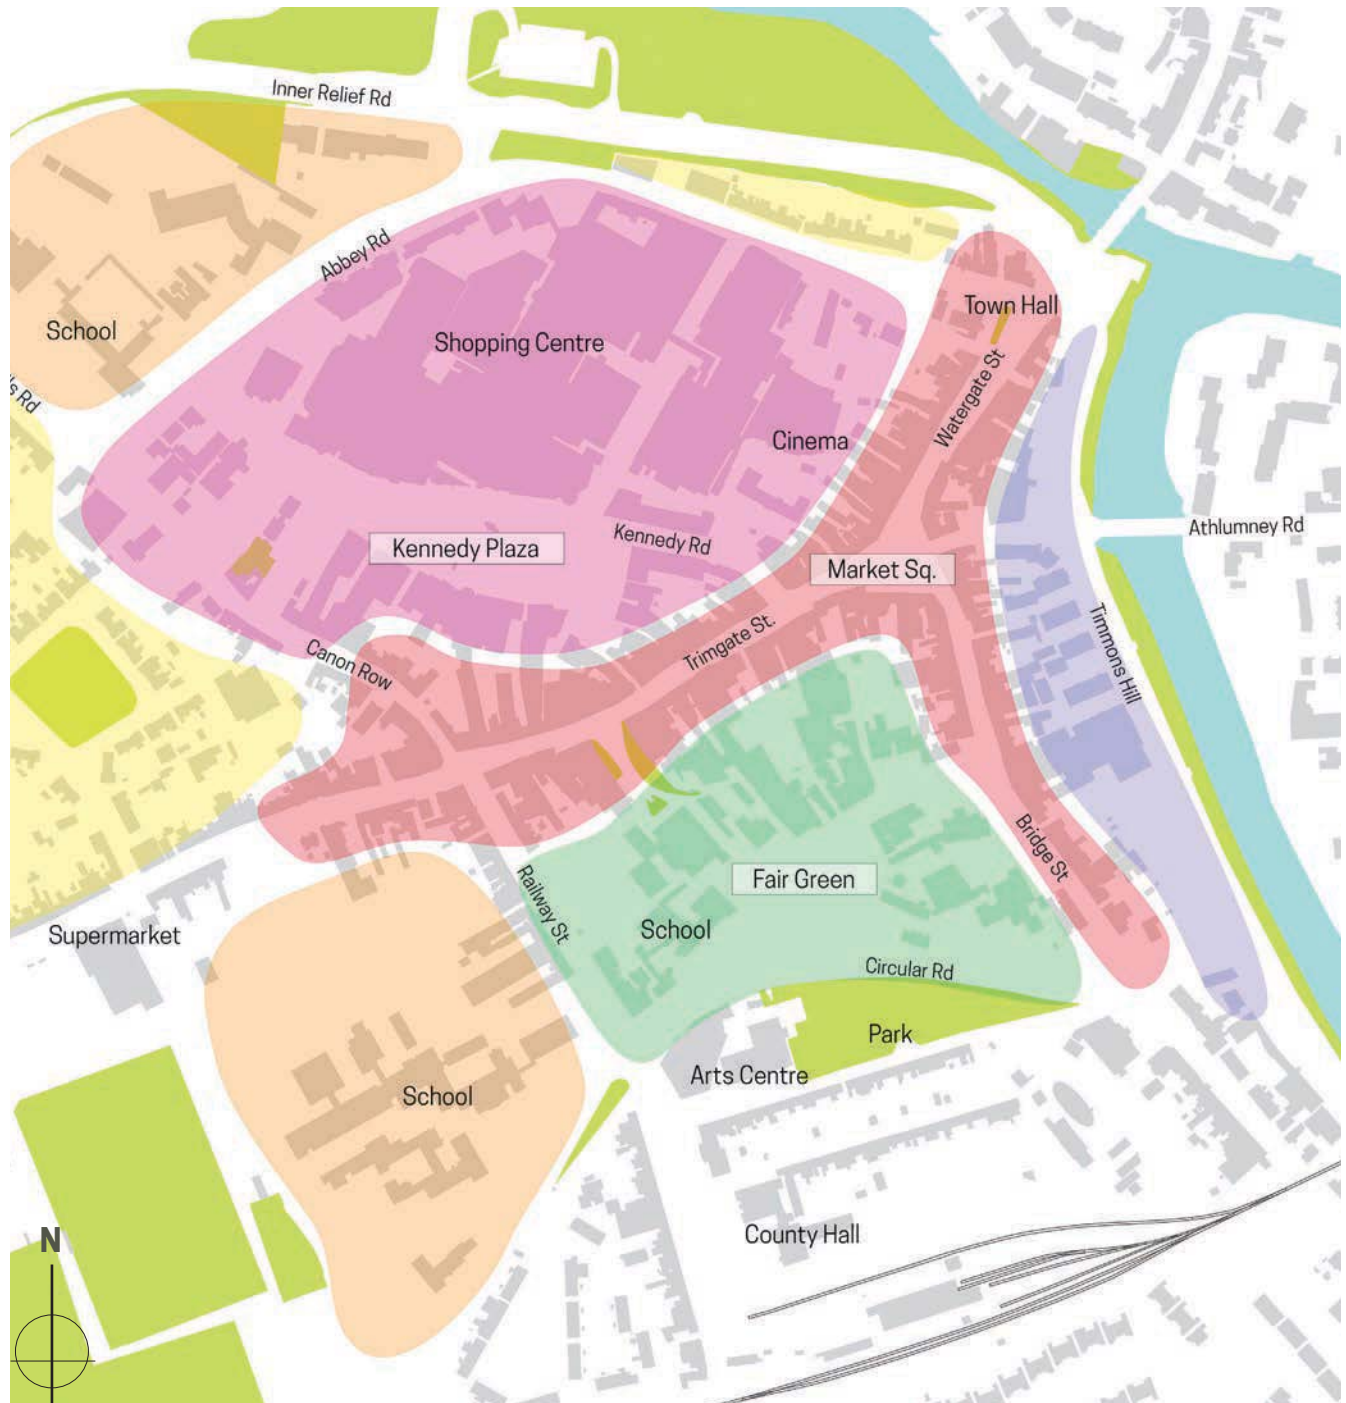 Inner Relief Rd
Abbey Rd
School
Shopping Centre
Town Hall
Watergate St
Cinema
Athlumney Rd
Kennedy Rd
Kennedy Plaza
Market Sq.
Trimgate St.
Timmons Hill
Canon Row
Bridge St
Railway St
Fair Green
School
Supermarket
Circular Rd
Park
Arts Centre
School
County Hall
N